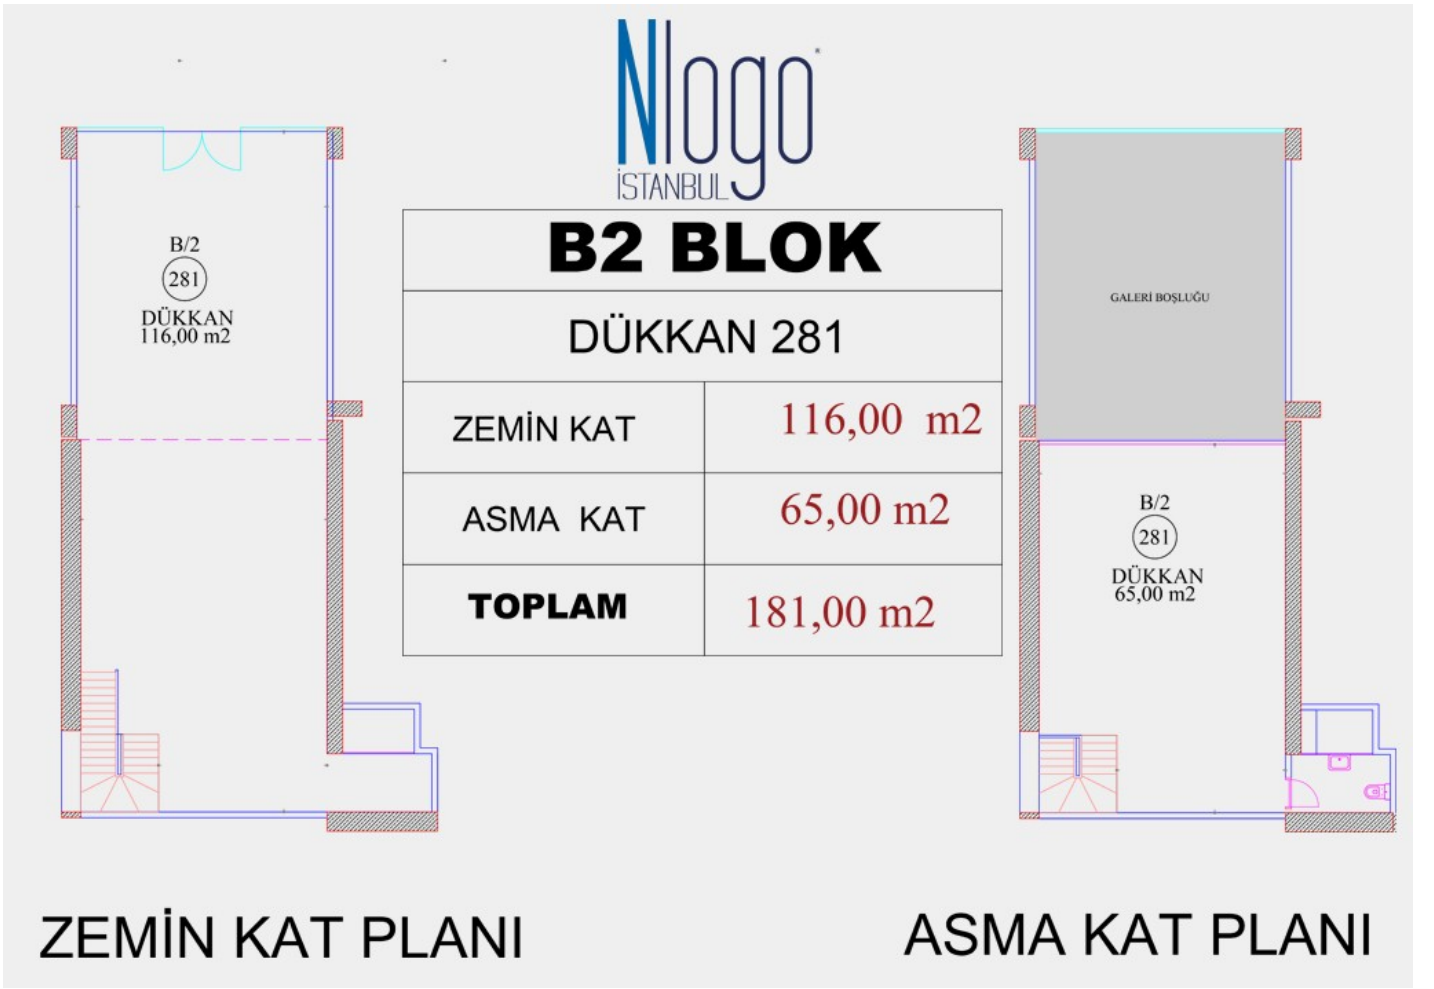 Nlogo
İSTANBUL
B2 BLOK
DÜKKAN 281
ZEMİN KAT 116,00 m2
ASMA KAT 65,00 m2
TOPLAM 181,00 m2
B/2
281
DÜKKAN
116,00 m2
GALERİ BOŞLUĞU
B/2
281
DÜKKAN
65,00 m2
ZEMİN KAT PLANI
ASMA KAT PLANI